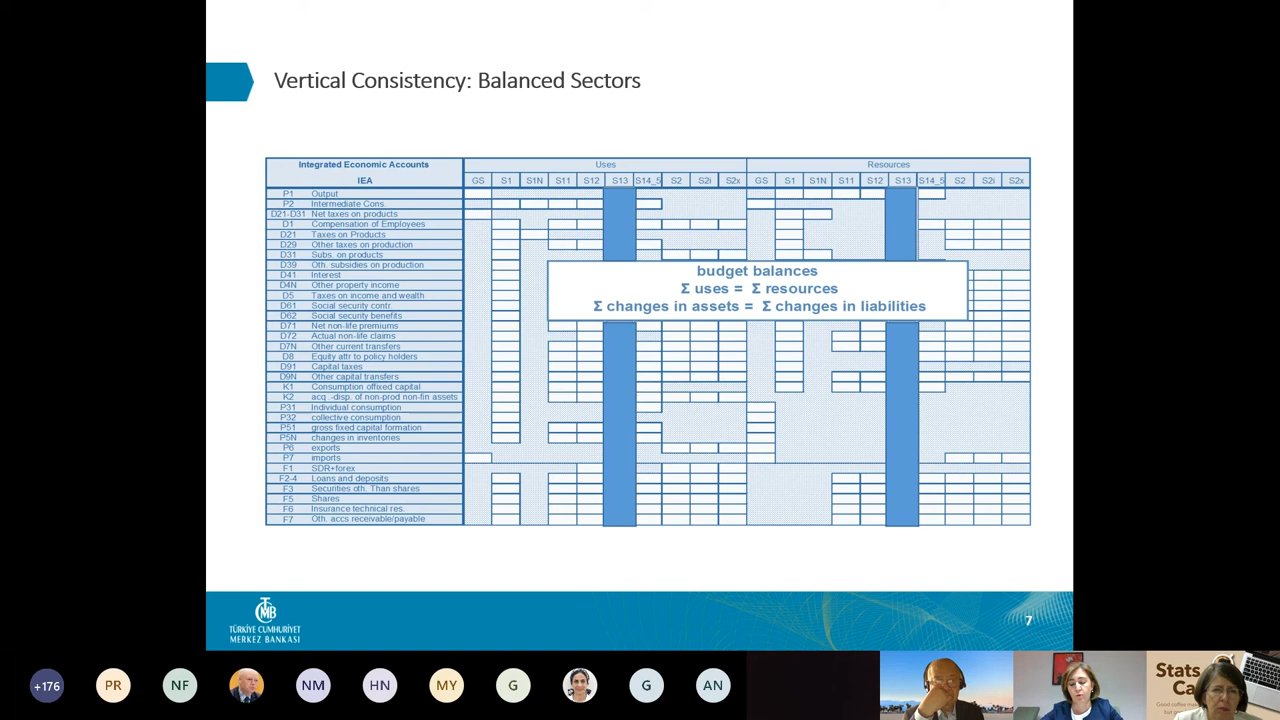 Vertical Consistency: Balanced Sectors
Integrated Economic Accounts
Uses
Resources
IEA
GS S1 S1N S11 S12 S13 S14_5 S2 S2i S2x GS S1 S1N S11 S12 S13 S14_5 S2 S2i S2x
P1 Output
P2 Intermediate Cons.
D21-D31 Net taxes on products
D1 Compensation of Employees
D21 Taxes on Products
D29 Other taxes on production
D31 Subs. on products
D39 Oth. subsidies on production
D41 Interest
D4N Other property income
D5 Taxes on income and wealth
D61 Social security contr.
D62 Social security benefits
D71 Net non-life premiums
D72 Actual non-life claims
D7N Other current transfers
D8 Equity attr to policy holders
D91 Capital taxes
D9N Other capital transfers
K1 Consumption offixed capital
K2 acq .-disp. of non-prod non-fin assets
P31 Individual consumption
P32 collective consumption
P51 gross fixed capital formation
P5N changes in inventories
P6 exports
P7 imports
F1 SDR+forex
F2-4 Loans and deposits
F3 Securities oth. Than shares
F5 Shares
F6 Insurance technical res.
F7 Oth. accs receivable/payable
budget balances
Σ uses = Σ resources
Σ changes in assets = Σ changes in liabilities
TCMB
TÜRKİYE CUMHURİYET
MERKEZ BANKASI
7
+176 PR NF NM HN MY G G AN
Stats
Ca